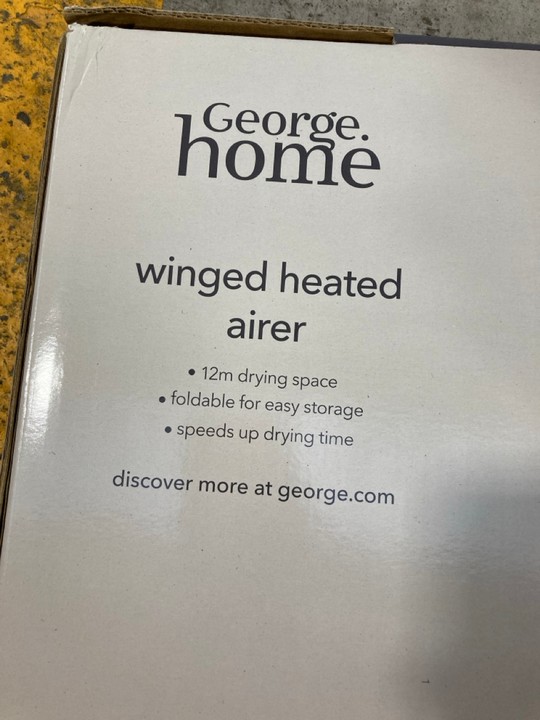 George.
home
winged heated
airer
• 12m drying space
• foldable for easy storage
• speeds up drying time
discover more at george.com